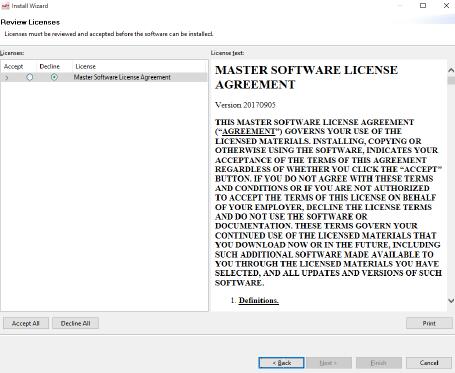 Install Wizard
Review Licenses
Licenses must be reviewed and accepted before the software can be installed.
Licenses:
Accept Decline License
Master Software License Agreement
License text:
MASTER SOFTWARE LICENSE
AGREEMENT
Version 20170905
THIS MASTER SOFTWARE LICENSE AGREEMENT
(“AGREEMENT”) GOVERNS YOUR USE OF THE
LICENSED MATERIALS. INSTALLING, COPYING OR
OTHERWISE USING THE SOFTWARE, INDICATES YOUR
ACCEPTANCE OF THE TERMS OF THIS AGREEMENT
REGARDLESS OF WHETHER YOU CLICK THE “ACCEPT”
BUTTON. IF YOU DO NOT AGREE WITH THESE TERMS
AND CONDITIONS OR IF YOU ARE NOT AUTHORIZED
TO ACCEPT THE TERMS OF THIS LICENSE ON BEHALF
OF YOUR EMPLOYER, DECLINE THE LICENSE TERMS
AND DO NOT USE THE SOFTWARE OR
DOCUMENTATION. THESE TERMS GOVERN YOUR
CONTINUED USE OF THE LICENSED MATERIALS THAT
YOU DOWNLOAD NOW OR IN THE FUTURE, INCLUDING
SUCH ADDITIONAL SOFTWARE MADE AVAILABLE TO
YOU THROUGH THE LICENSED MATERIALS YOU HAVE
SELECTED, AND ALL UPDATES AND VERSIONS OF SUCH
SOFTWARE.
1. Definitions.
Accept All Decline All Print
< Back Next > Finish Cancel